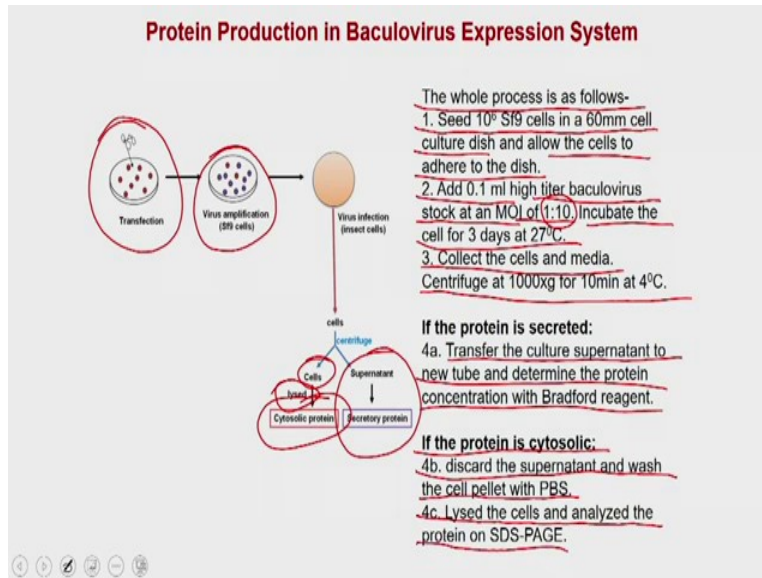 Protein Production in Baculovirus Expression System
Transfection
Virus amplification
(Sf9 cells)
Virus infection
(insect cells)
cells
centrifuge
Cells
Supernatant
lysed
Cytosolic protein
Secretory protein
The whole process is as follows-
1. Seed 10⁶ Sf9 cells in a 60mm cell
culture dish and allow the cells to
adhere to the dish.
2. Add 0.1 ml high titer baculovirus
stock at an MOI of 1:10. Incubate the
cell for 3 days at 27⁰C.
3. Collect the cells and media.
Centrifuge at 1000xg for 10min at 4⁰C.
If the protein is secreted:
4a. Transfer the culture supernatant to
new tube and determine the protein
concentration with Bradford reagent.
If the protein is cytosolic:
4b. discard the supernatant and wash
the cell pellet with PBS.
4c. Lysed the cells and analyzed the
protein on SDS-PAGE.